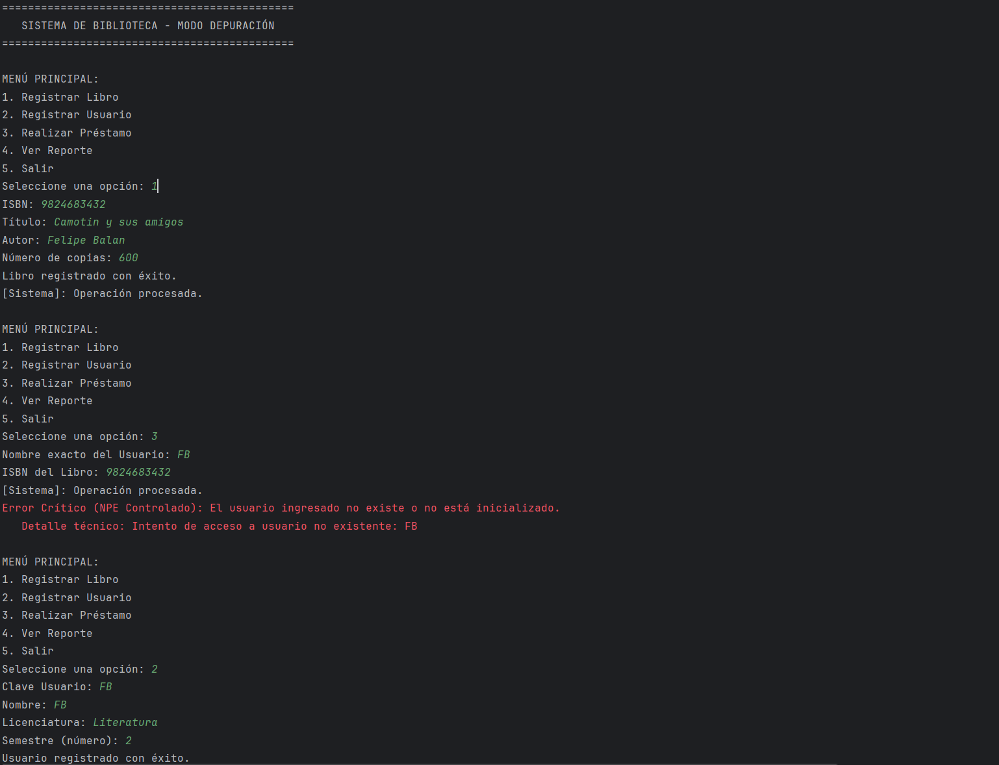 =============================================
   SISTEMA DE BIBLIOTECA - MODO DEPURACIÓN
=============================================

MENÚ PRINCIPAL:
1. Registrar Libro
2. Registrar Usuario
3. Realizar Préstamo
4. Ver Reporte
5. Salir
Seleccione una opción: 1
ISBN: 9824683432
Título: Camotin y sus amigos
Autor: Felipe Balan
Número de copias: 600
Libro registrado con éxito.
[Sistema]: Operación procesada.

MENÚ PRINCIPAL:
1. Registrar Libro
2. Registrar Usuario
3. Realizar Préstamo
4. Ver Reporte
5. Salir
Seleccione una opción: 3
Nombre exacto del Usuario: FB
ISBN del Libro: 9824683432
[Sistema]: Operación procesada.
Error Crítico (NPE Controlado): El usuario ingresado no existe o no está inicializado.
   Detalle técnico: Intento de acceso a usuario no existente: FB

MENÚ PRINCIPAL:
1. Registrar Libro
2. Registrar Usuario
3. Realizar Préstamo
4. Ver Reporte
5. Salir
Seleccione una opción: 2
Clave Usuario: FB
Nombre: FB
Licenciatura: Literatura
Semestre (número): 2
Usuario registrado con éxito.